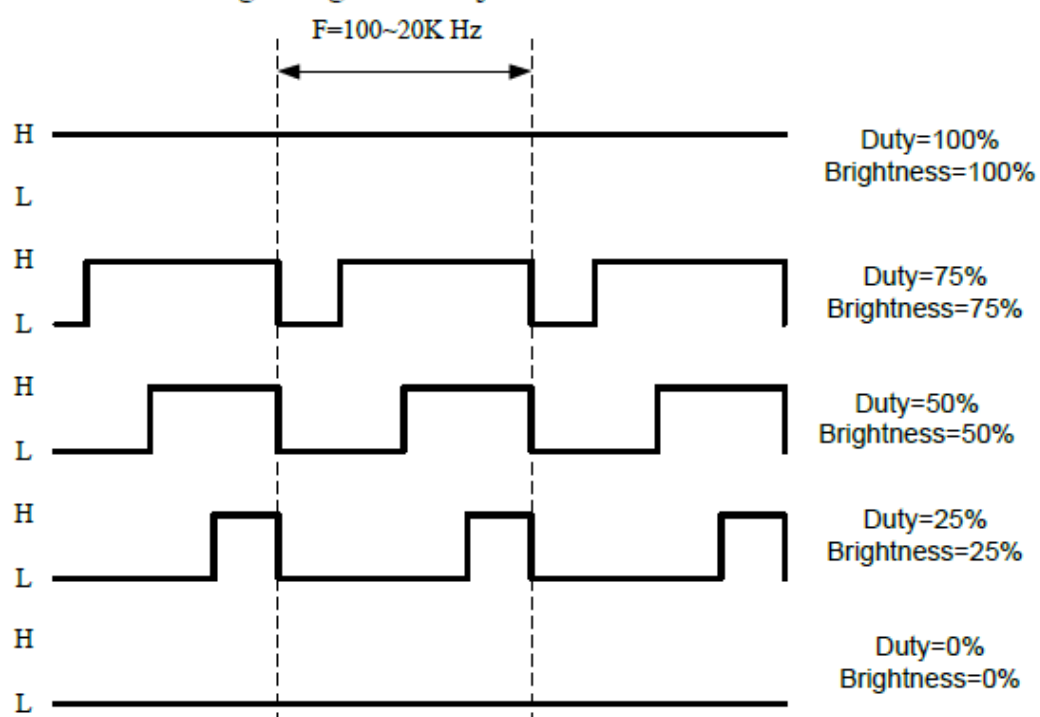 F=100~20K Hz
H
Duty=100%
Brightness=100%
L
H
Duty=75%
Brightness=75%
L
H
Duty=50%
Brightness=50%
L
H
Duty=25%
Brightness=25%
L
H
Duty=0%
Brightness=0%
L